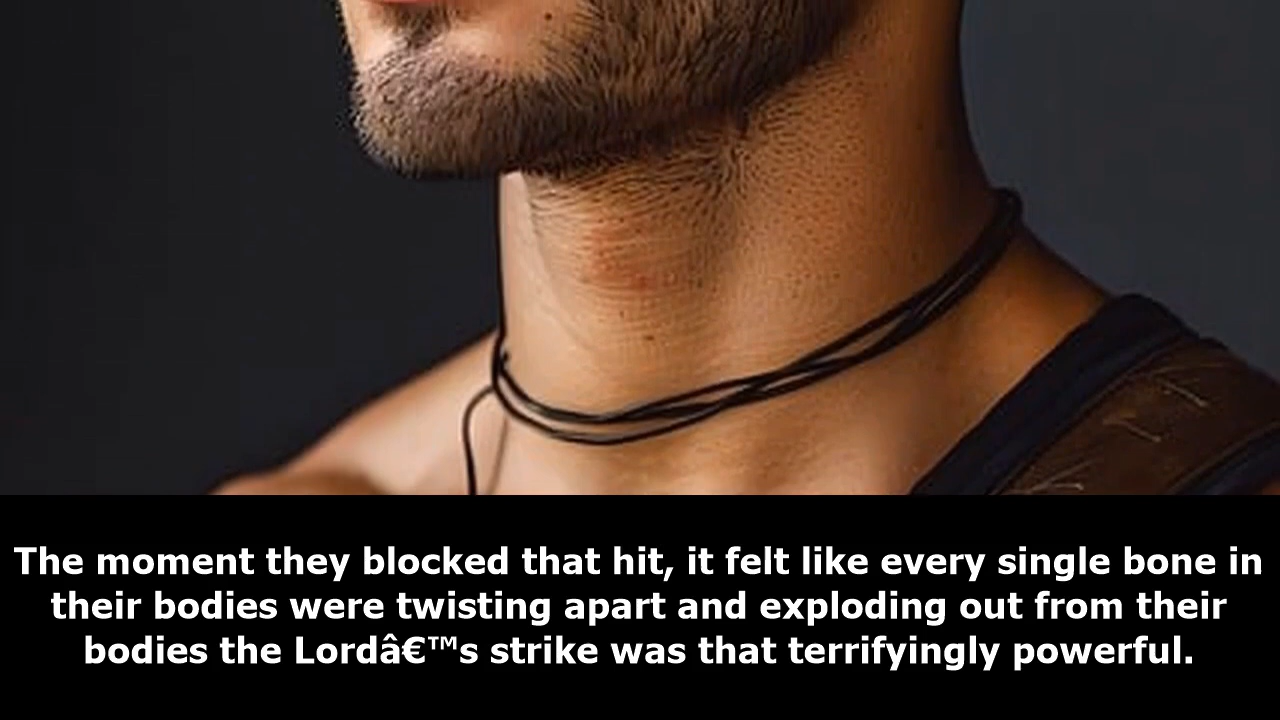 The moment they blocked that hit, it felt like every single bone in
their bodies were twisting apart and exploding out from their
bodies the Lordâ€™s strike was that terrifyingly powerful.